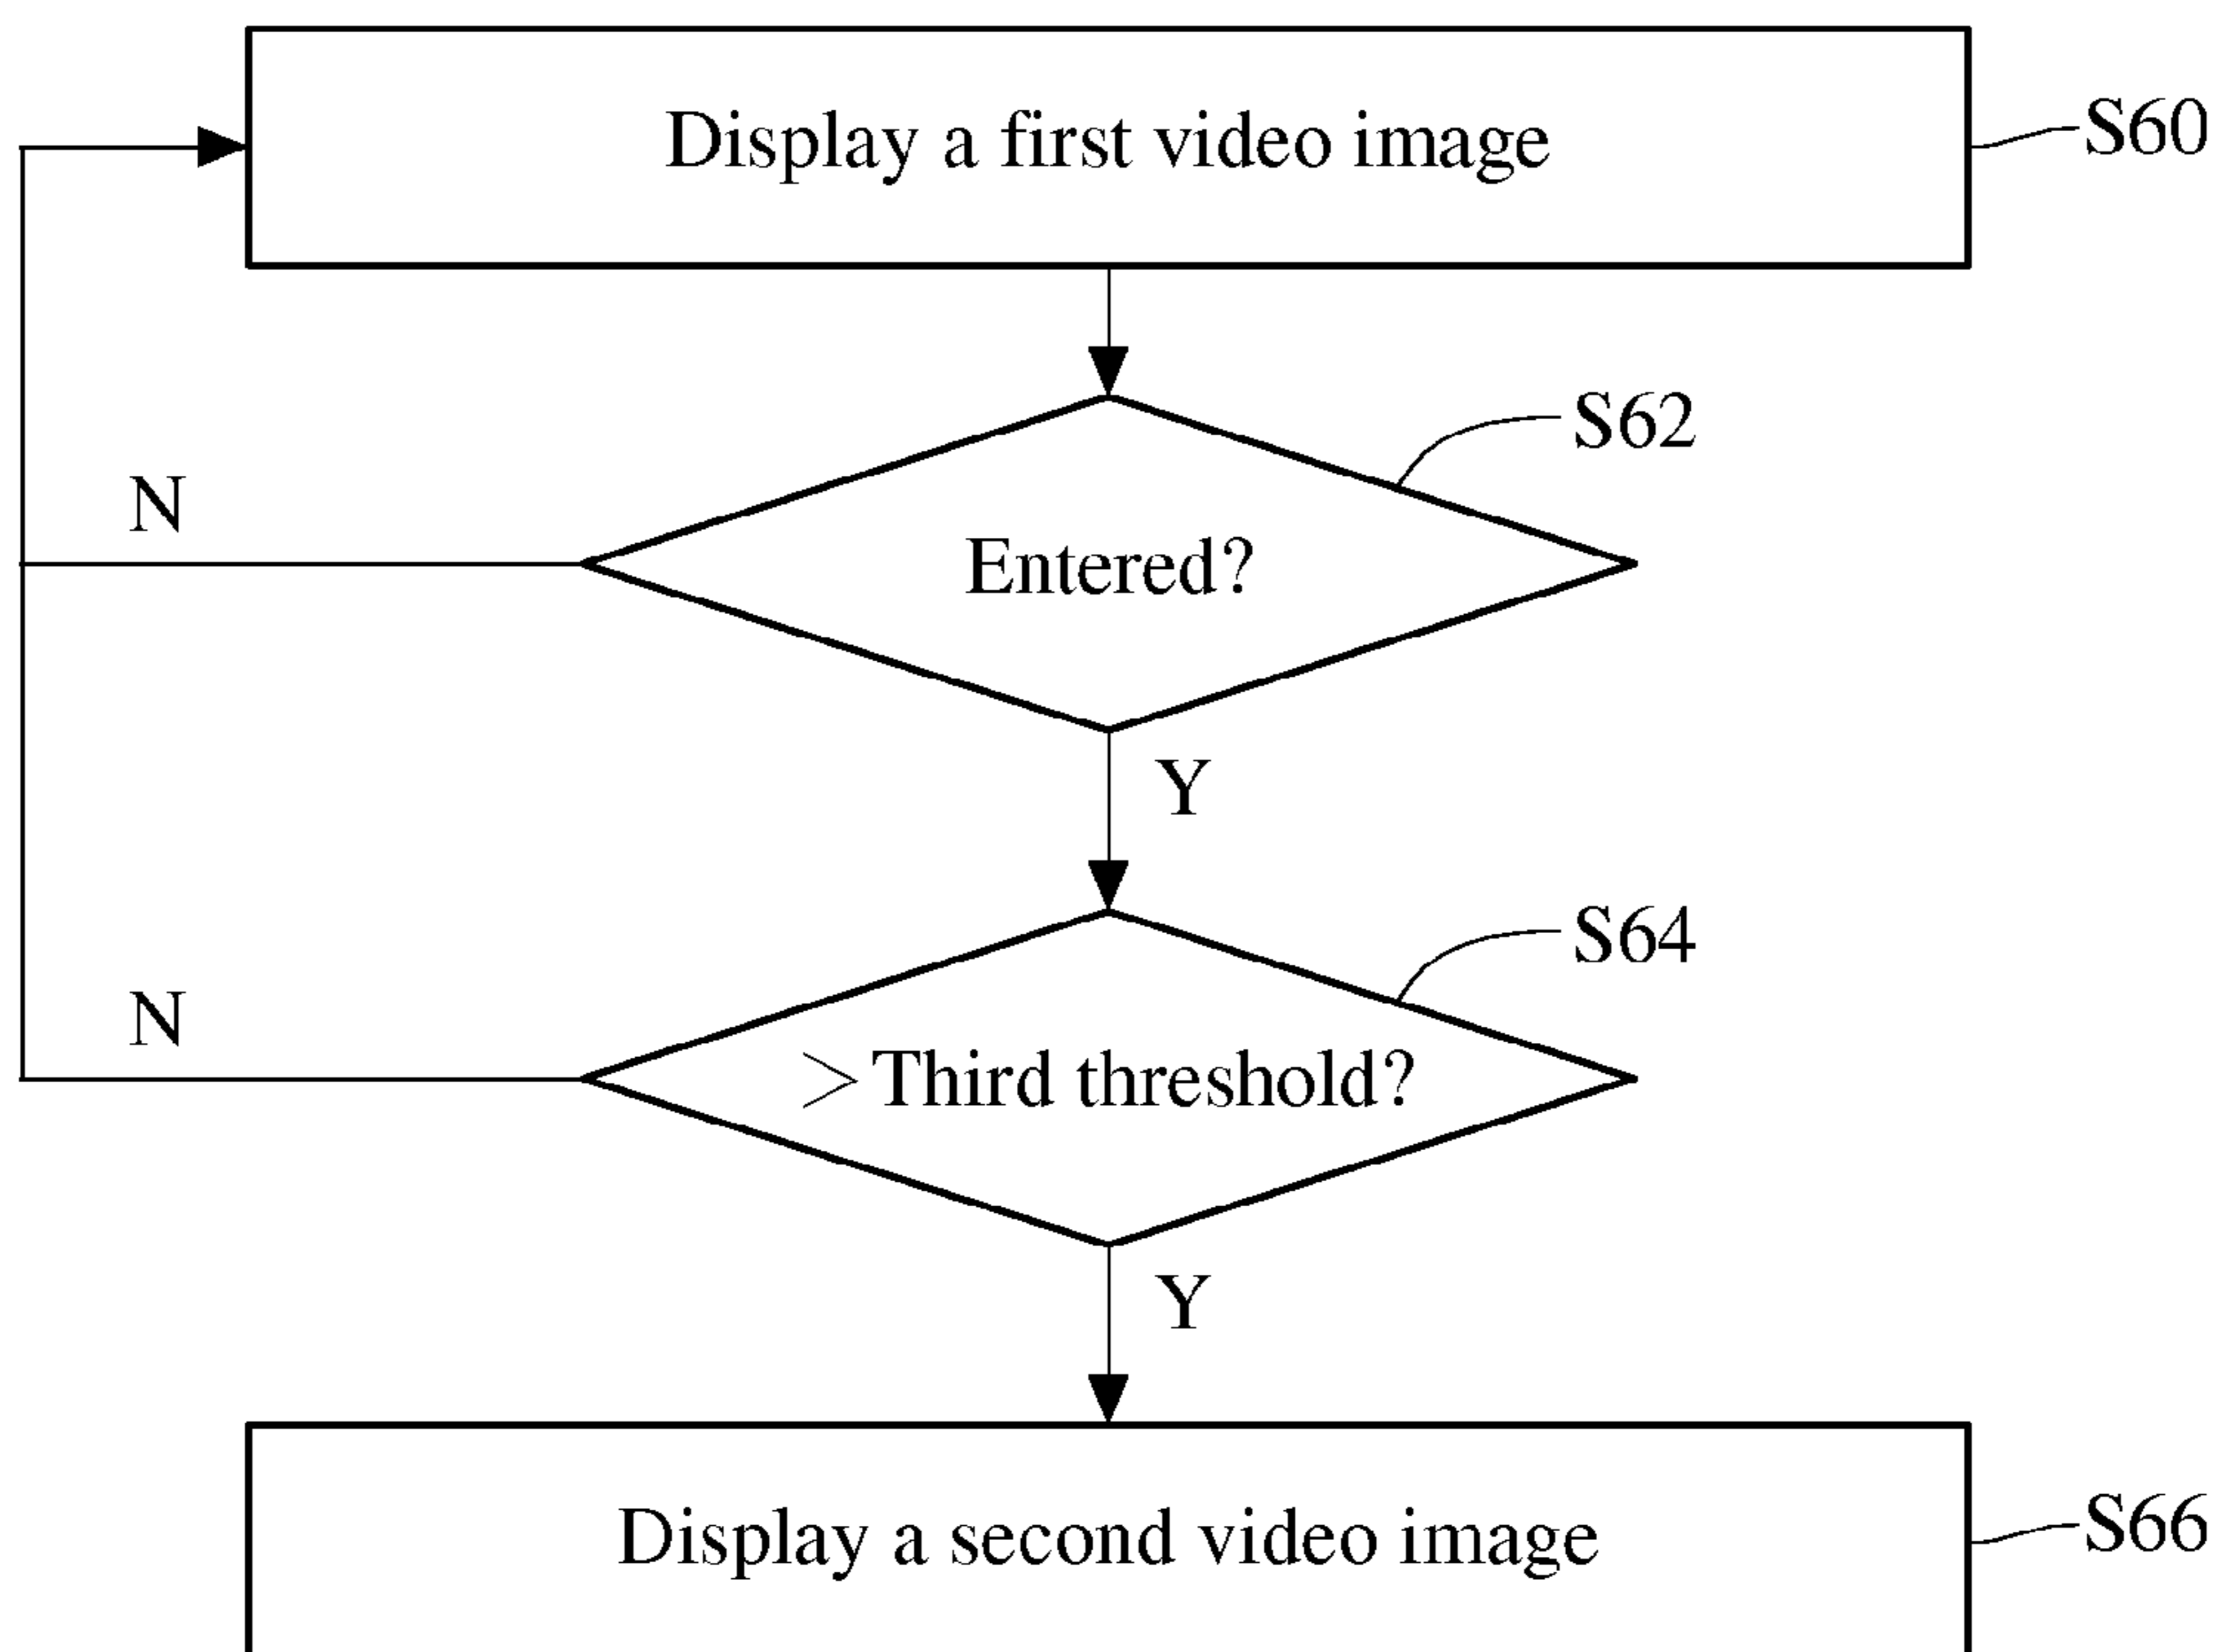 Display a first video image
S60
S62
Entered?
N
Y
S64
>Third threshold?
N
Y
Display a second video image
S66